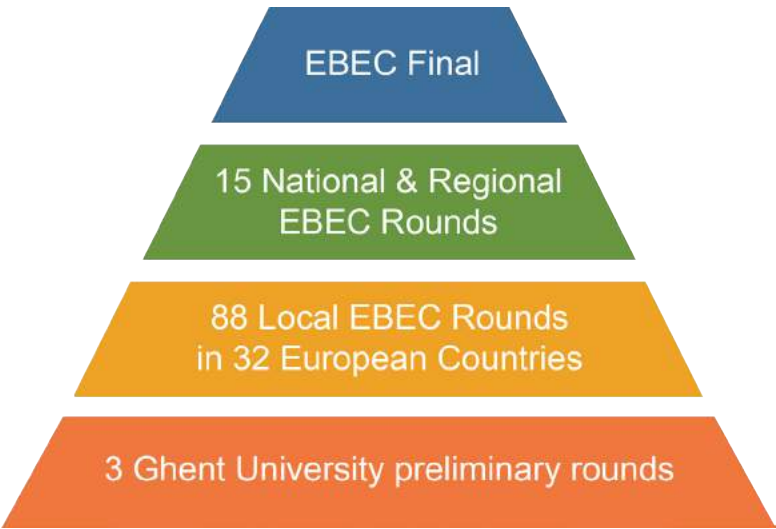 EBEC Final
15 National & Regional
EBEC Rounds
88 Local EBEC Rounds
in 32 European Countries
3 Ghent University preliminary rounds